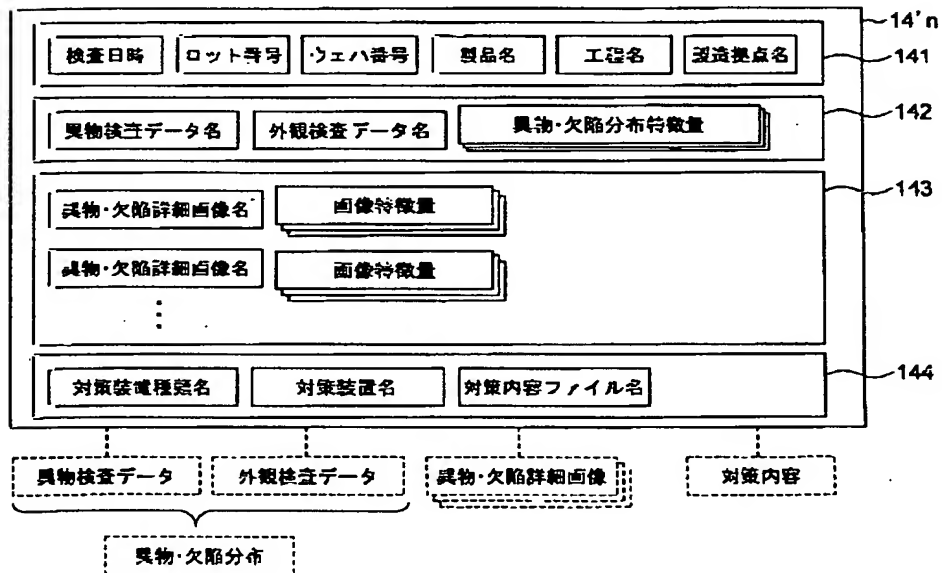 14'n
検査日時 ロット番号 ウェハ番号 製品名 工程名 製造拠点名
141
142
異物検査データ名 外観検査データ名 異物・欠陥分布特徴量
143
異物・欠陥詳細画像名 画像特徴量
異物・欠陥詳細画像名 画像特徴量
対策装置種類名 対策装置名 対策内容ファイル名
144
異物検査データ 外観検査データ 異物・欠陥詳細画像 対策内容
異物・欠陥分布